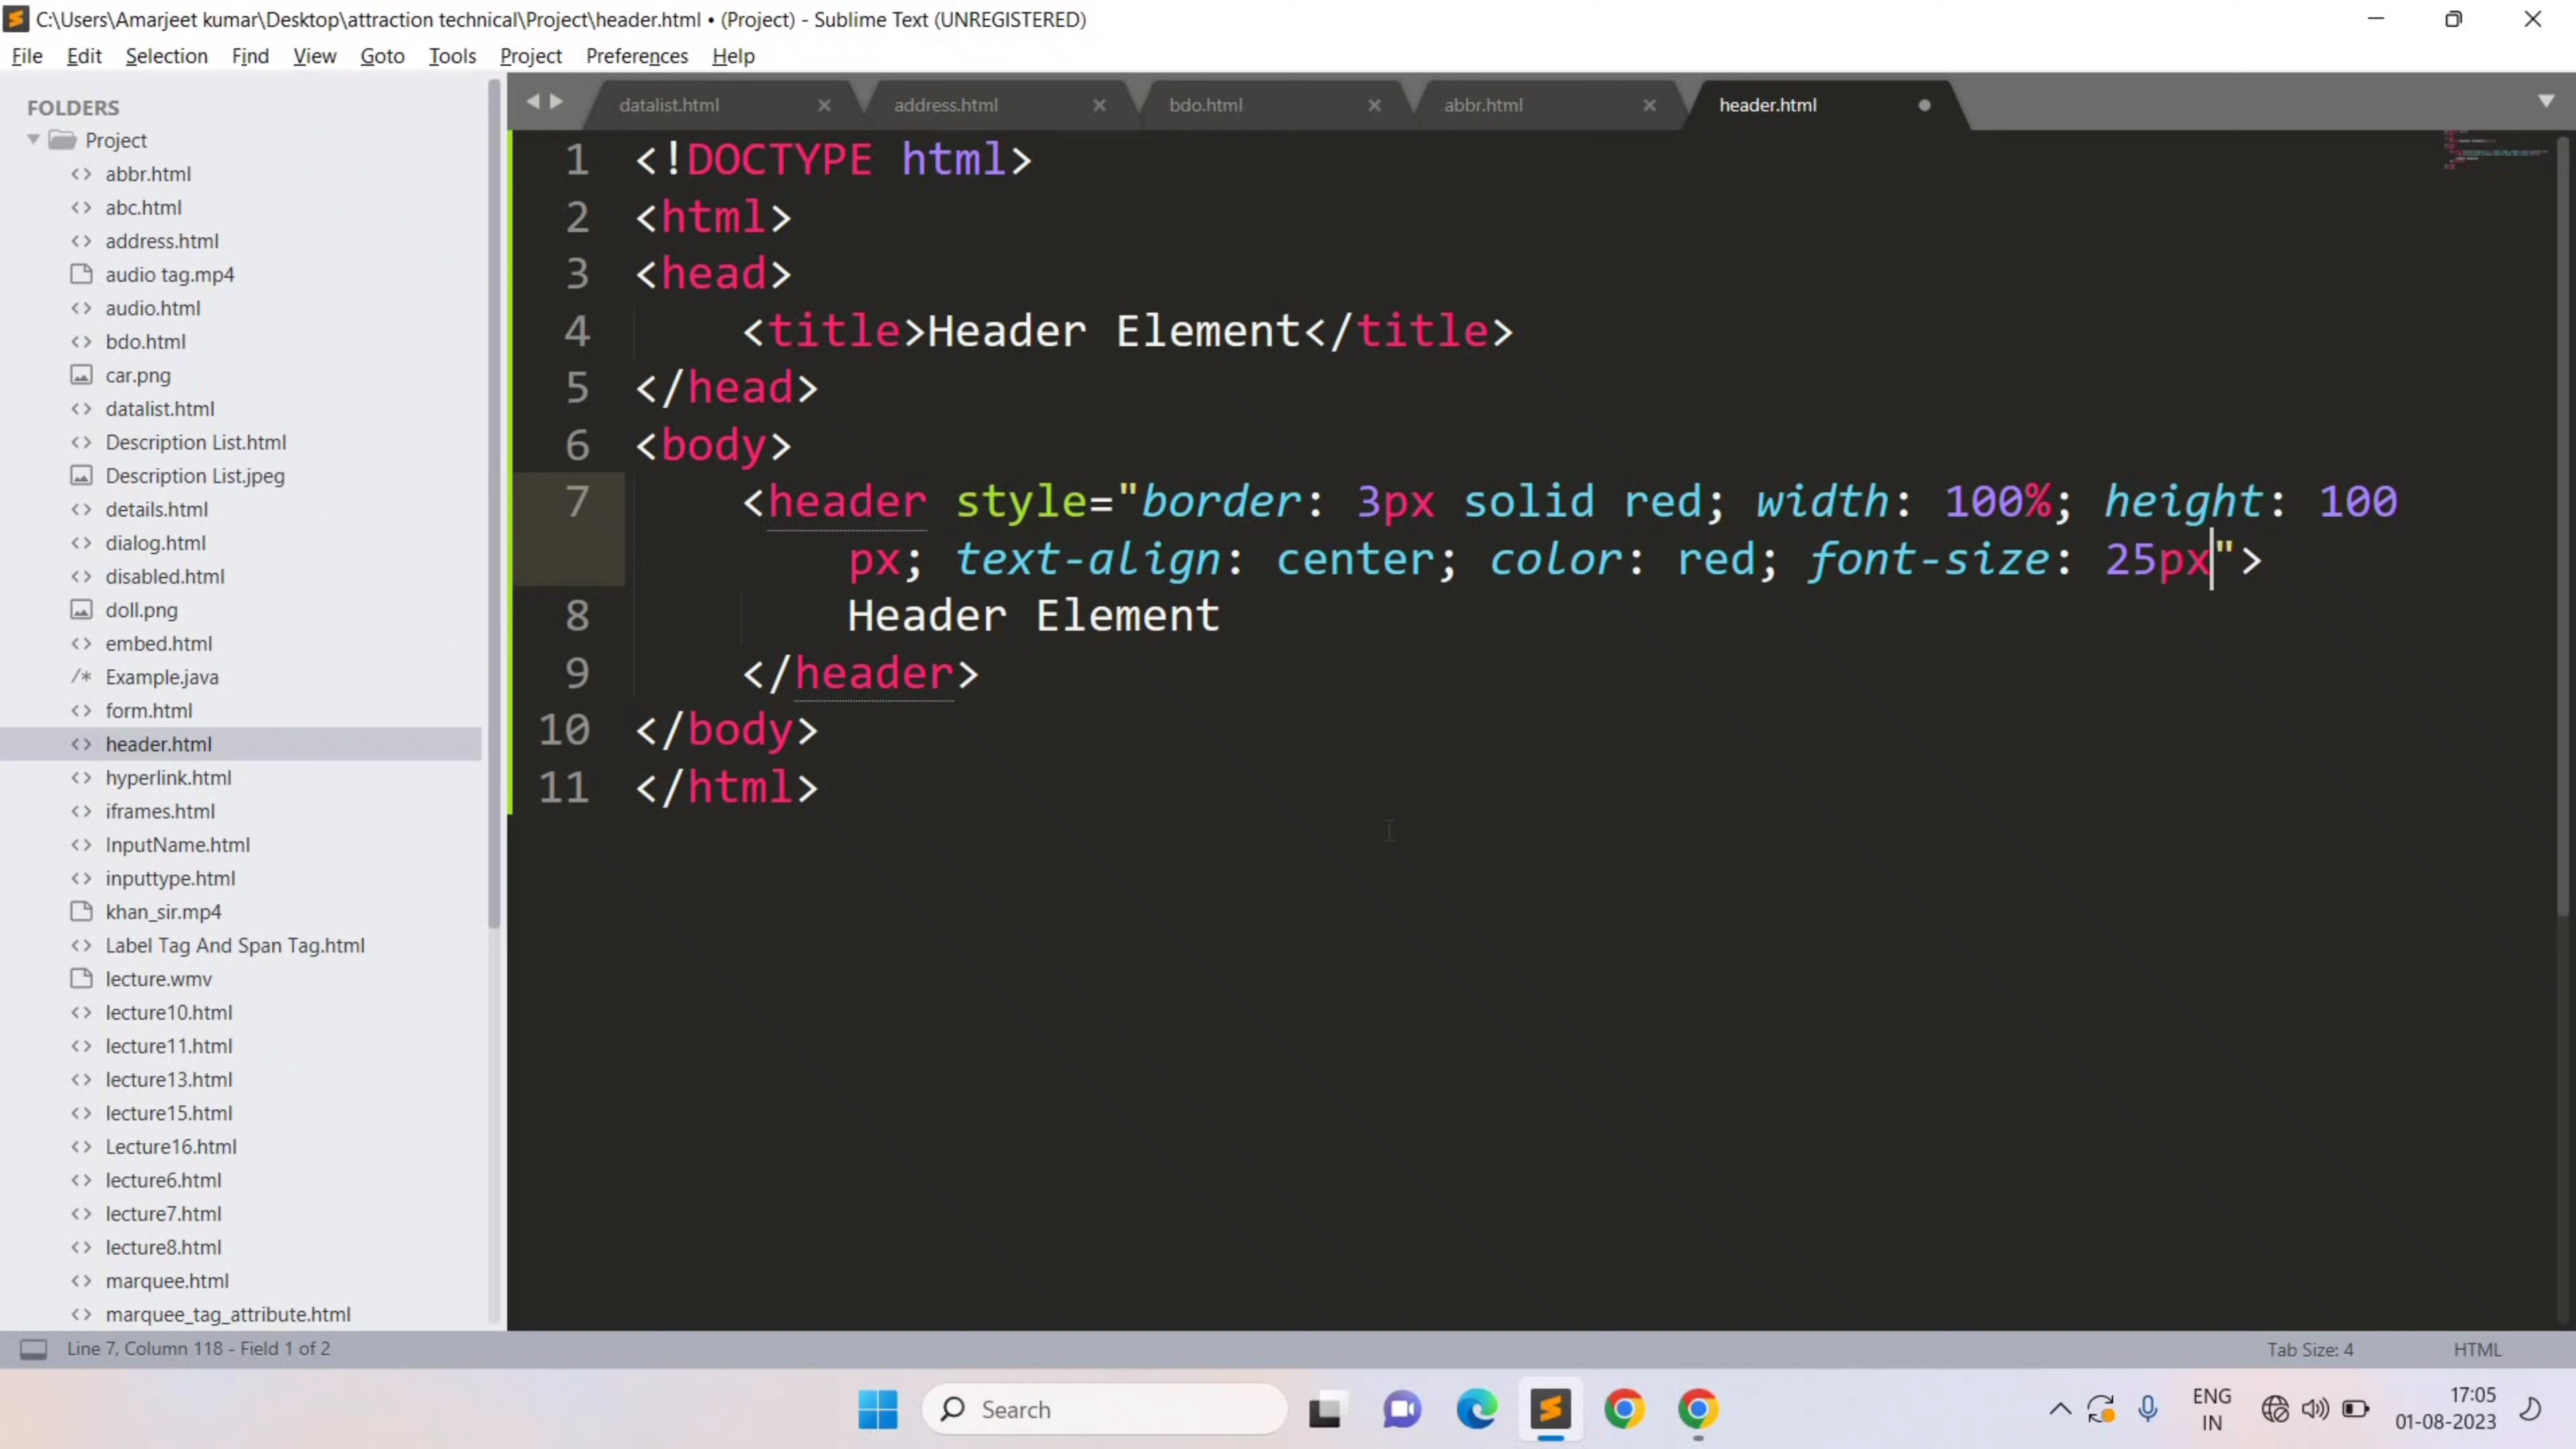 C:\Users\Amarjeet kumar\Desktop\attraction technical\Project\header.html • (Project) - Sublime Text (UNREGISTERED)
File Edit Selection Find View Goto Tools Project Preferences Help
FOLDERS
Project
abbr.html
abc.html
address.html
audio tag.mp4
audio.html
bdo.html
car.png
datalist.html
Description List.html
Description List.jpeg
details.html
dialog.html
disabled.html
doll.png
embed.html
/* Example.java
form.html
header.html
hyperlink.html
iframes.html
InputName.html
inputtype.html
khan_sir.mp4
Label Tag And Span Tag.html
lecture.wmv
lecture10.html
lecture11.html
lecture13.html
lecture15.html
Lecture16.html
lecture6.html
lecture7.html
lecture8.html
marquee.html
marquee_tag_attribute.html
datalist.html address.html bdo.html abbr.html header.html
1 <!DOCTYPE html>
2 <html>
3 <head>
4 <title>Header Element</title>
5 </head>
6 <body>
7 <header style="border: 3px solid red; width: 100%; height: 100
px; text-align: center; color: red; font-size: 25px">
8 Header Element
9 </header>
10 </body>
11 </html>
Line 7, Column 118 - Field 1 of 2
Tab Size: 4 HTML
Search
ENG
IN
17:05
01-08-2023